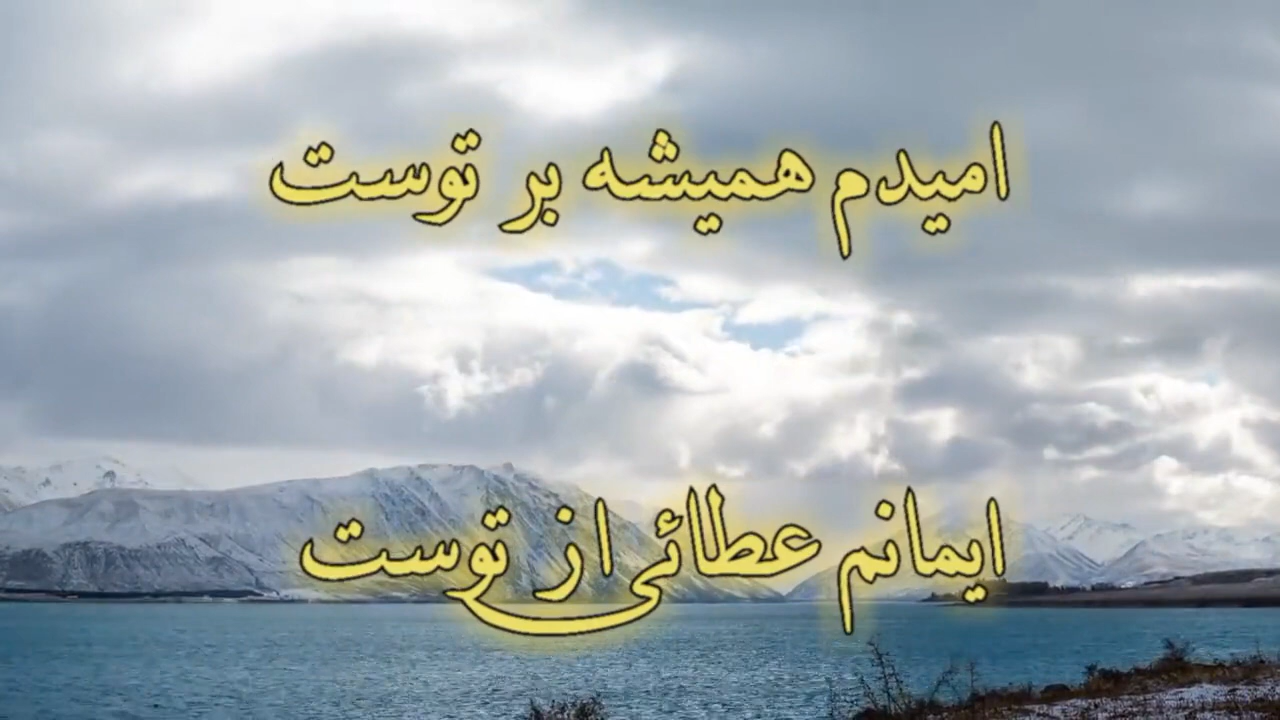 امیدم همیشه بر توست
ایمانم عطائی از توست